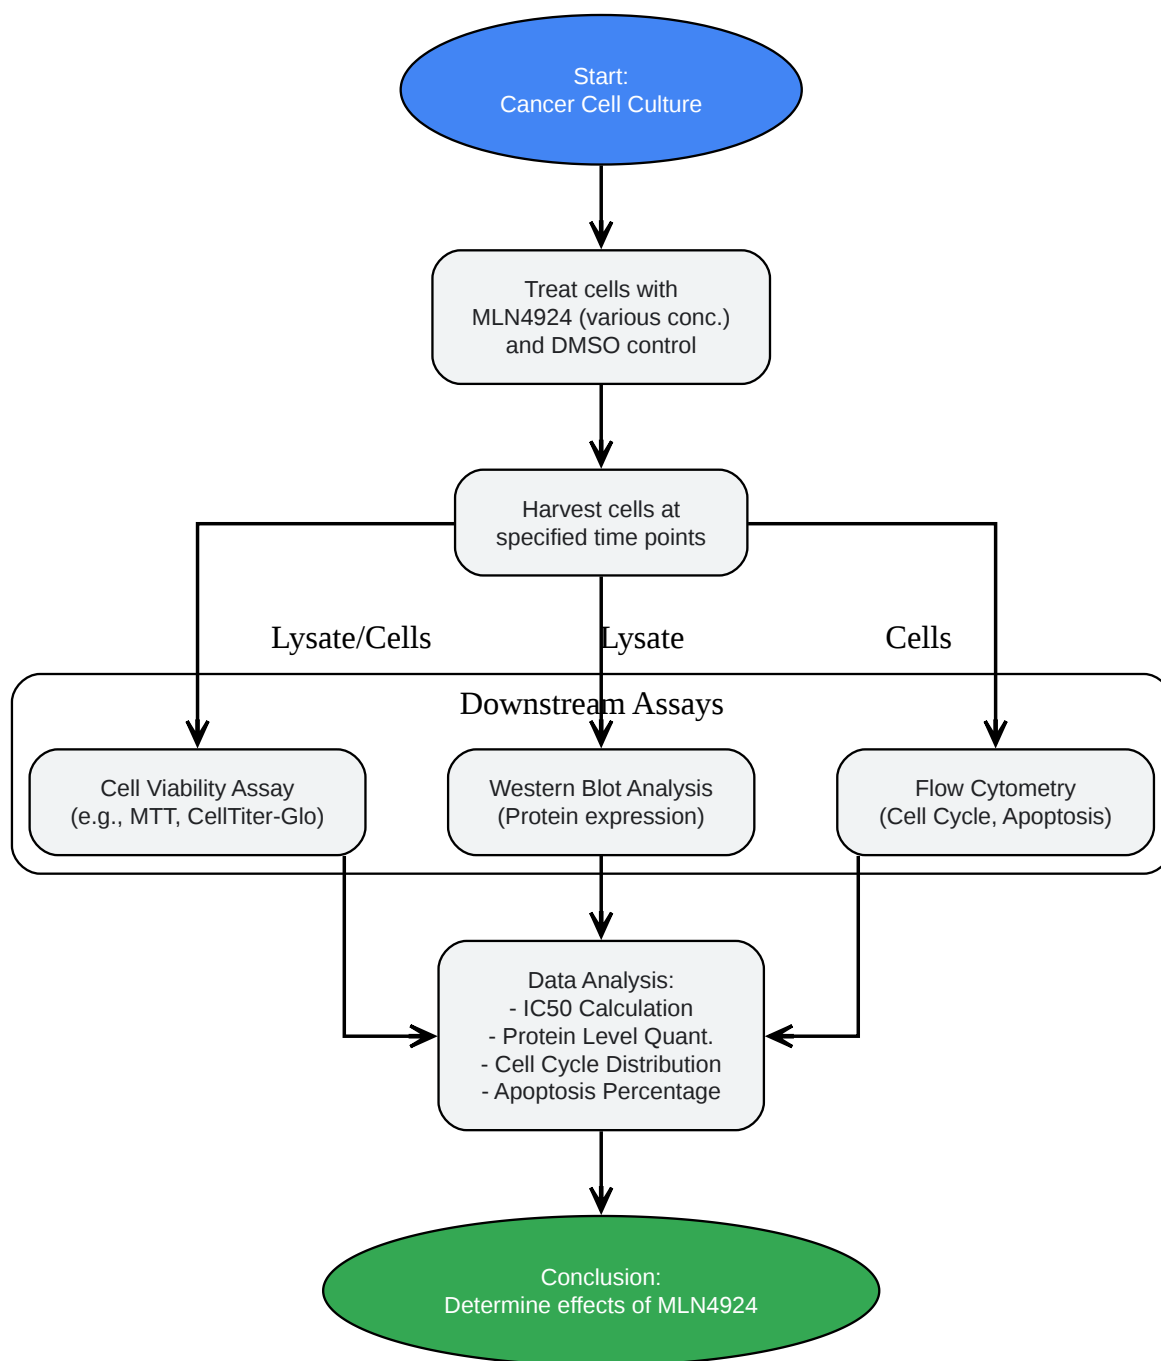 Start:
Cancer Cell Culture
Treat cells with
MLN4924 (various conc.)
and DMSO control
Harvest cells at
specified time points
Lysate/Cells
Lysate
Cells
Downstream Assays
Cell Viability Assay
(e.g., MTT, CellTiter-Glo)
Western Blot Analysis
(Protein expression)
Flow Cytometry
(Cell Cycle, Apoptosis)
Data Analysis:
- IC50 Calculation
- Protein Level Quant.
- Cell Cycle Distribution
- Apoptosis Percentage
Conclusion:
Determine effects of MLN4924